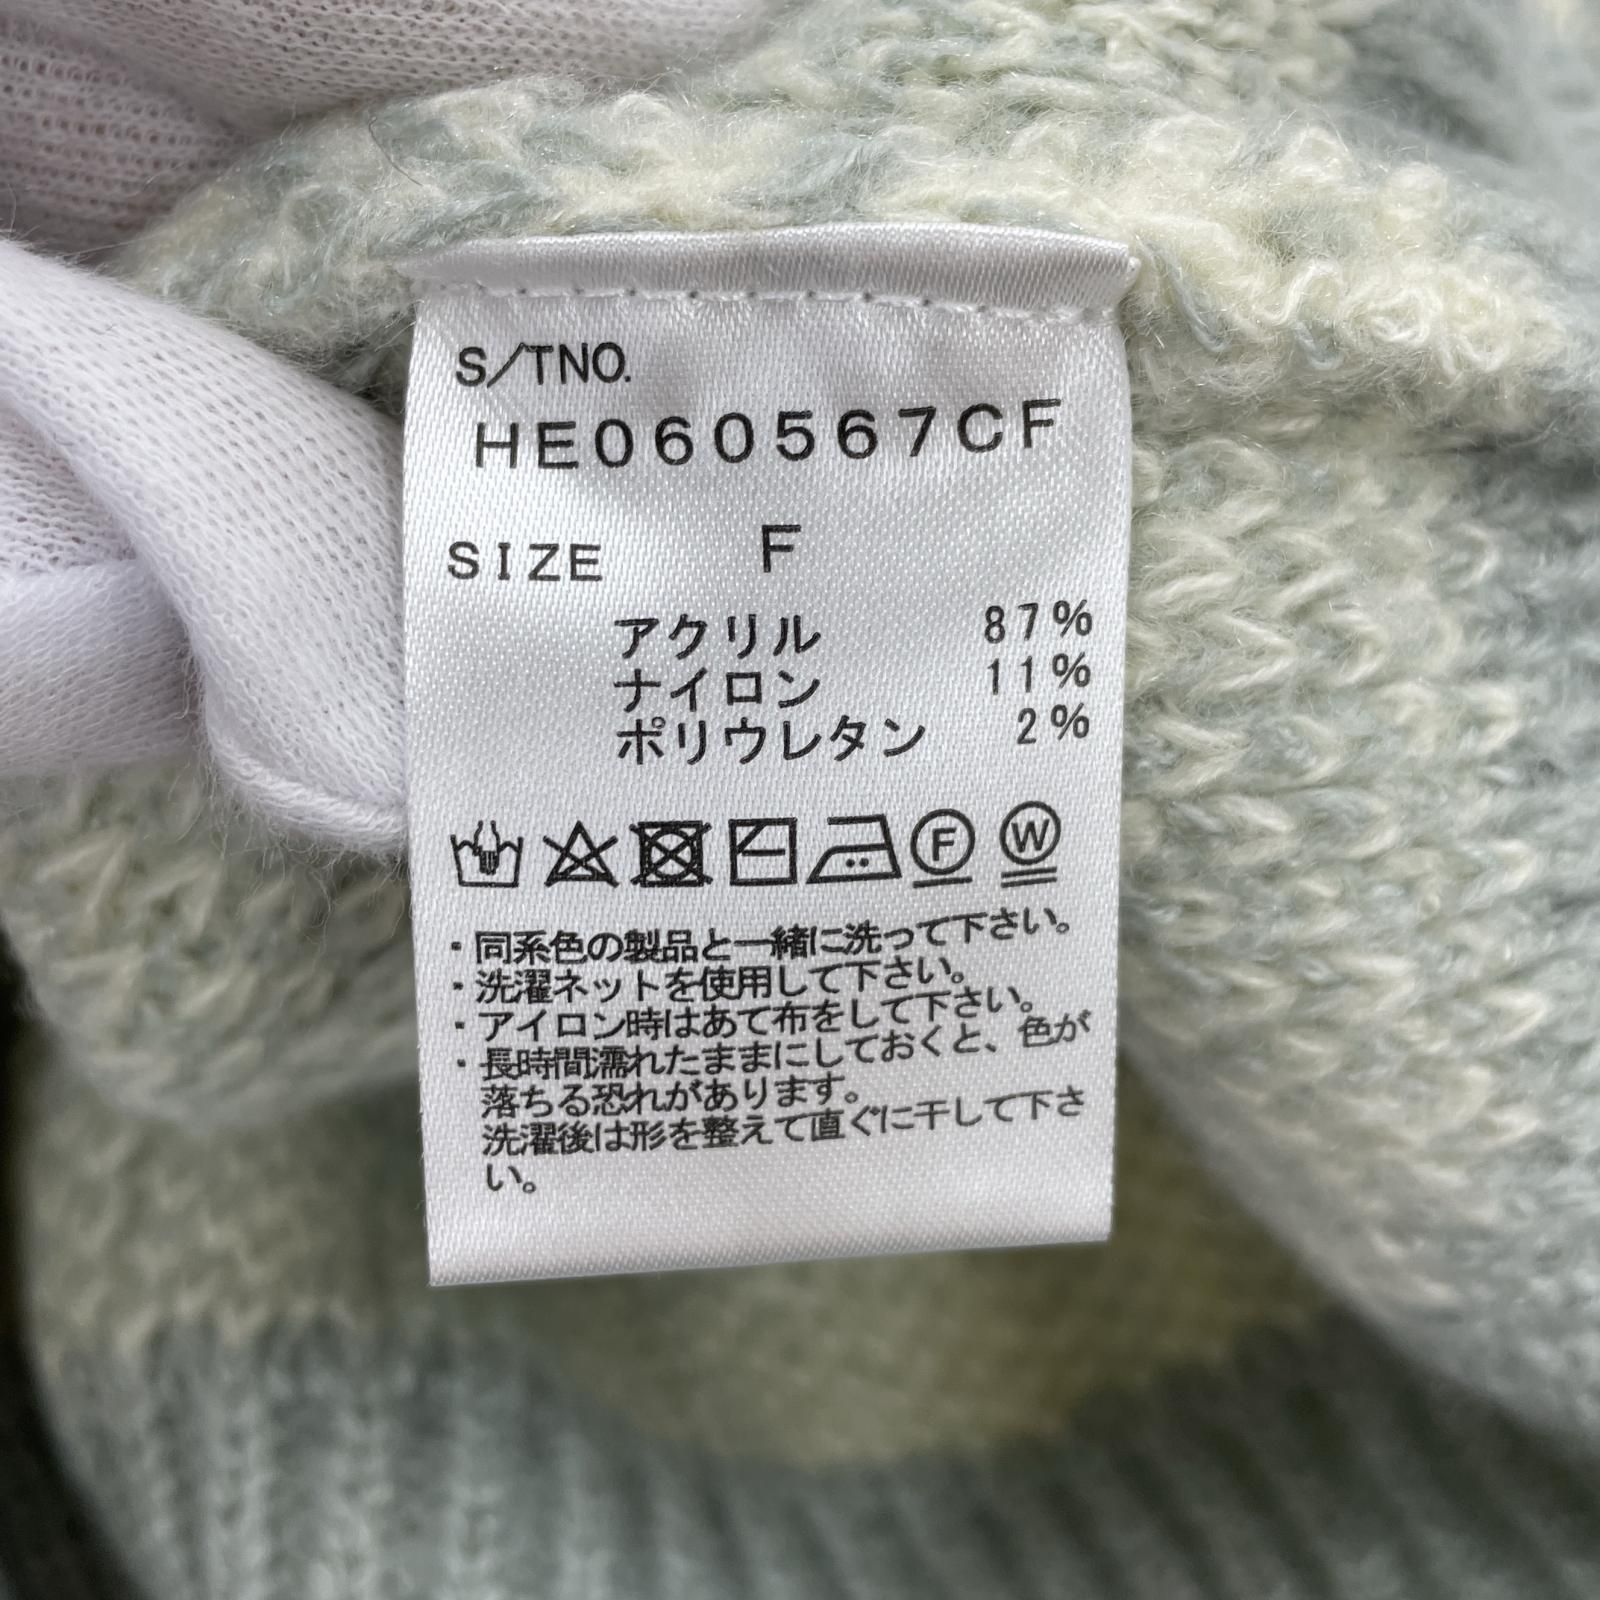 S/TNO.
HE060567CF
SIZE F
アクリル 87%
ナイロン 11%
ポリウレタン 2%
F W
・同系色の製品と一緒に洗って下さい。
・洗濯ネットを使用して下さい。
・アイロン時はあて布をして下さい。
・長時間濡れたままにしておくと、色が
落ちる恐れがあります。
洗濯後は形を整えて直ぐに干して下さ
い。